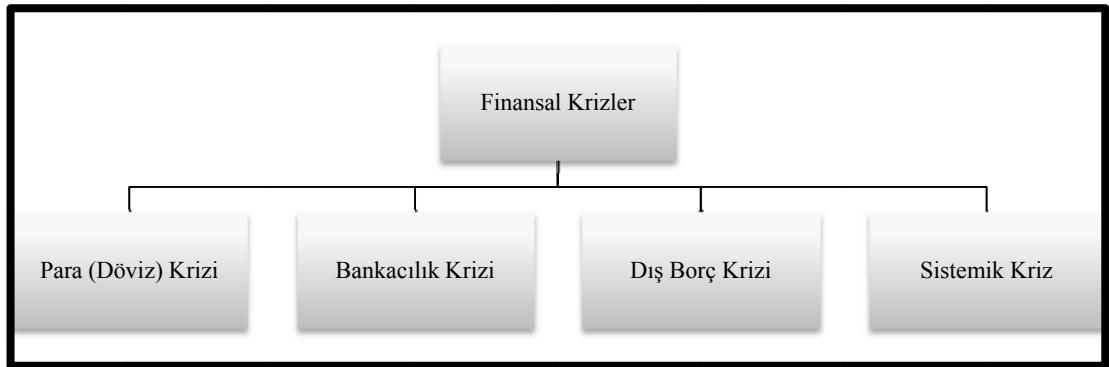 Finansal Krizler
Para (Döviz) Krizi
Bankacılık Krizi
Dış Borç Krizi
Sistemik Kriz